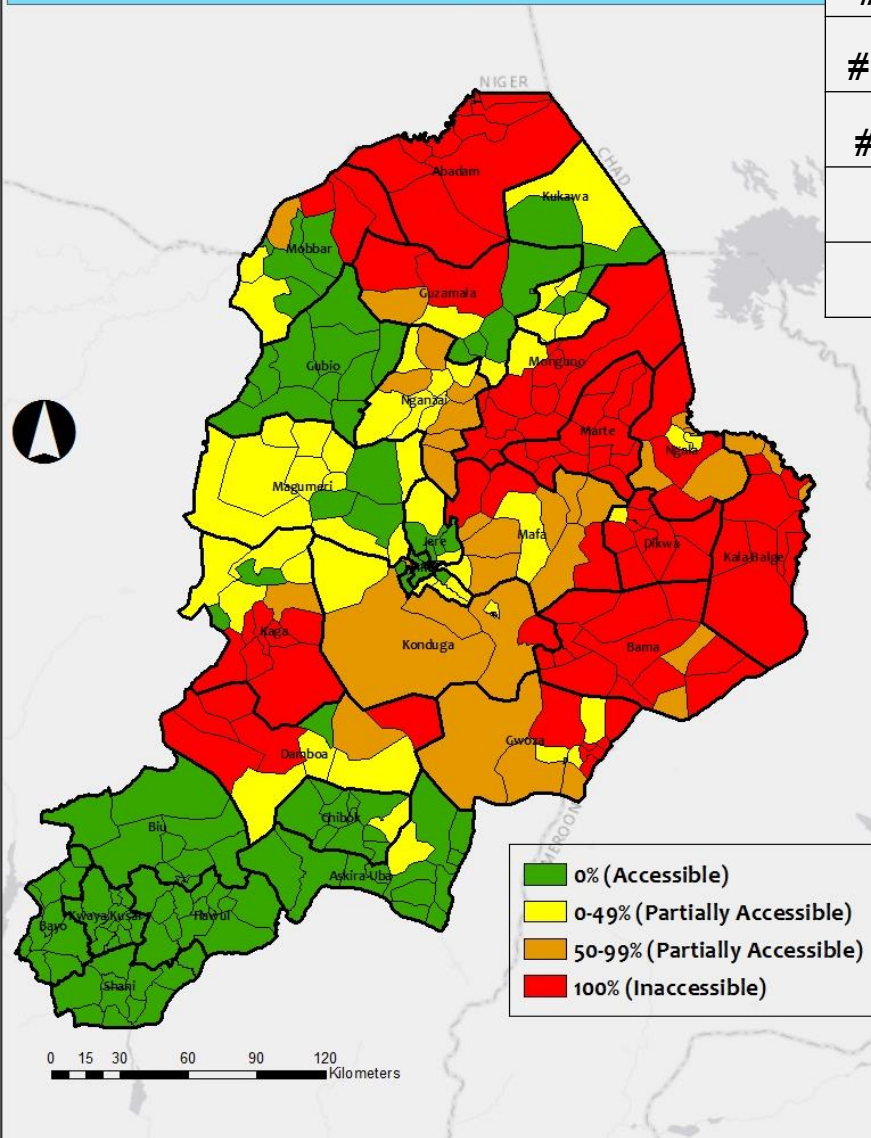 #
#
#
NIGER
CHAD
Abadam
Kukawa
Mobbar
Guzamala
Gubio
Monguno
Nganzai
Marte
Ngala
Magumeri
Jere
Mafa
Dikwa
Kala-Balge
Kaga
Konduga
Bama
Gwoza
Damboa
Chibok
Biu
Askira-Uba
Kwaya-Kusar
Hawul
Bayo
Shani
MEROON
0% (Accessible)
0-49% (Partially Accessible)
50-99% (Partially Accessible)
100% (Inaccessible)
0 15 30 60 90 120
Kilometers